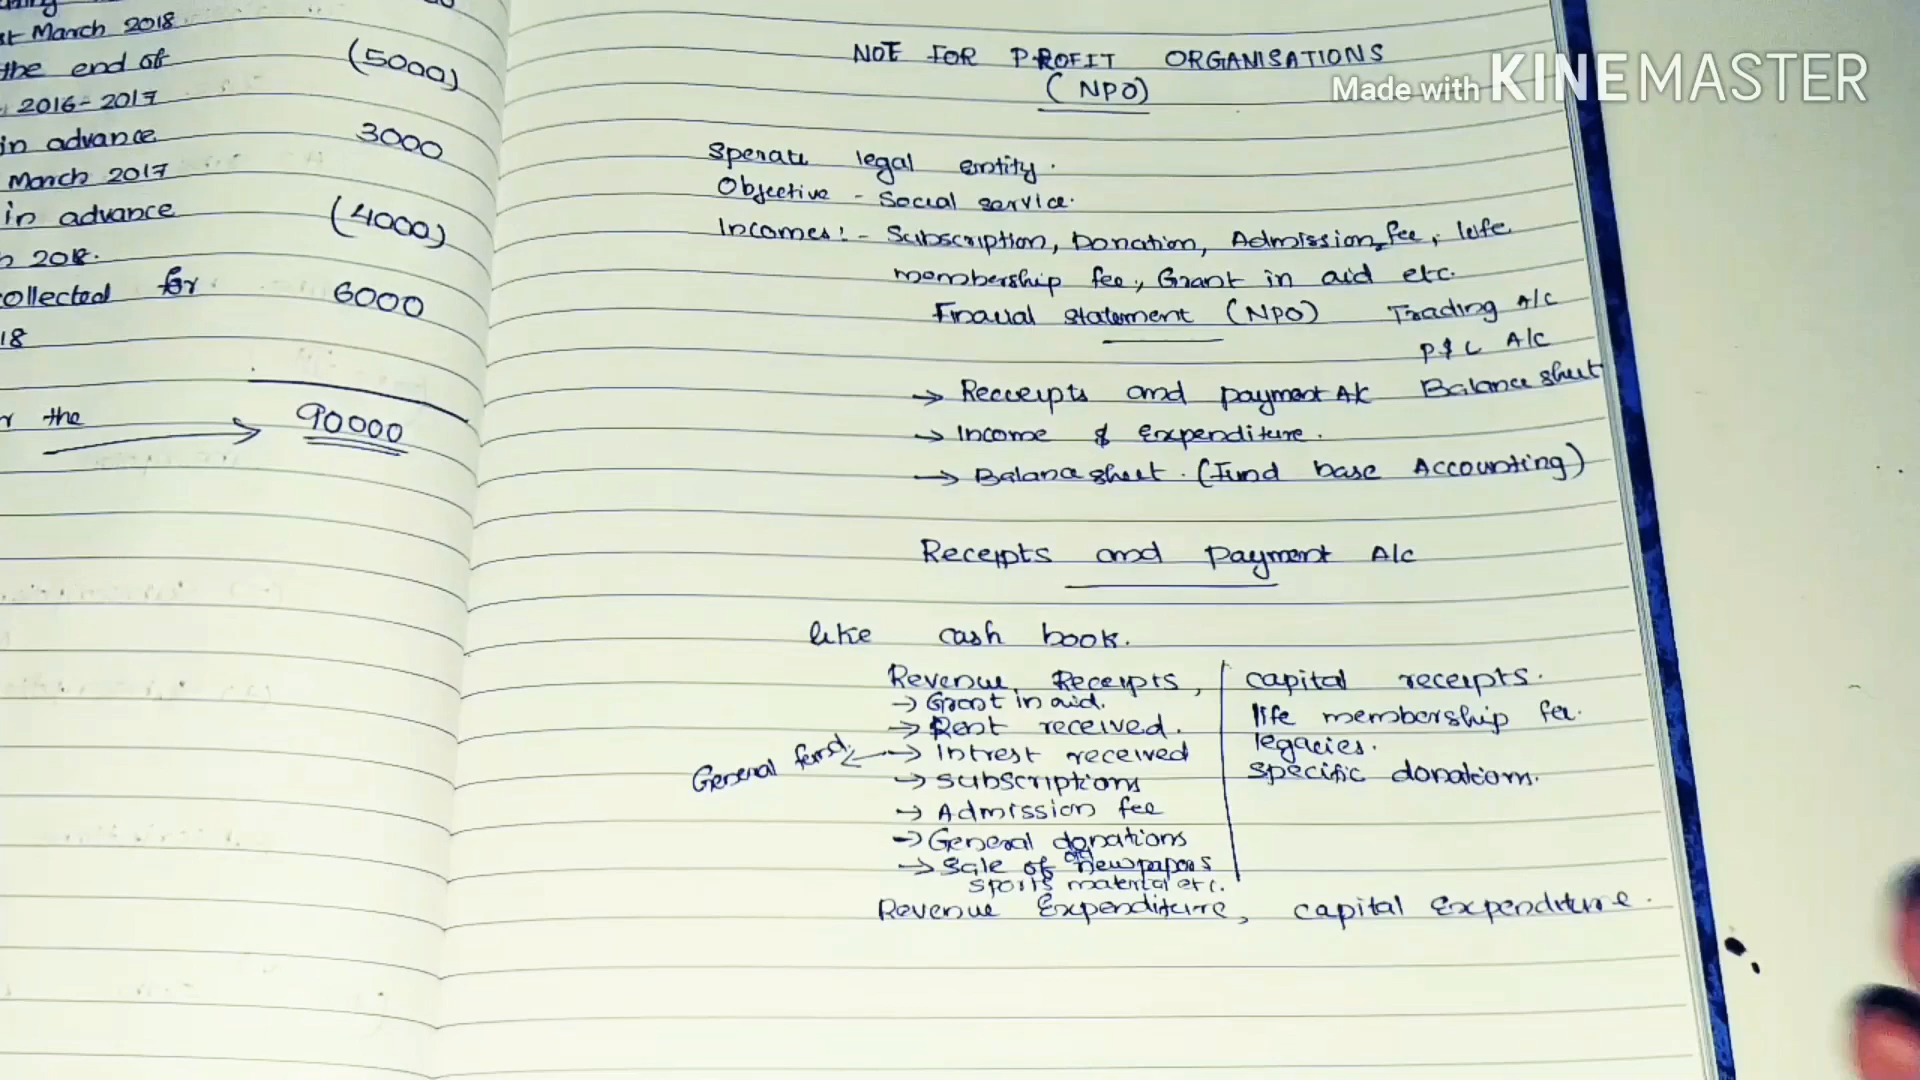 st March 2018
the end of (5000)
2016-2017
in advance 3000
March 2017
in advance (4000)
2018.
ollected for 6000
18
r the → 90000
NOT FOR PROFIT ORGANISATIONS
(NPO)
Made with KINEMASTER
Sperate legal entity.
Objective - Social service.
Incomes:- Subscription, Donation, Admission fee, life
membership fee, Grant in aid etc.
Finaual statement (NPO) Trading A/c
P & L A/c
→ Receipts and payment A/c Balance sheet
→ Income & Expenditure.
→ Balance sheet. (Fund base Accounting)
Receipts and payment A/c
like cash book.
Revenue Receipts, capital receipts.
→ Grant in aid.
→ Rent received. life membership fee.
General fund ← → Intrest received legacies.
→ subscriptions specific donations.
→ Admission fee
→ General donations
→ Sale of old newpapers
sports material etc.
Revenue Expenditure, capital Expenditure.